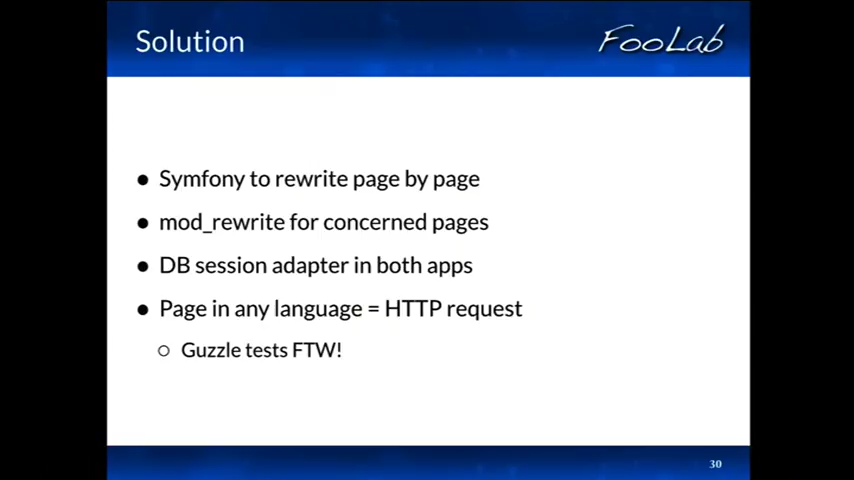 Solution
FooLab
● Symfony to rewrite page by page
● mod_rewrite for concerned pages
● DB session adapter in both apps
● Page in any language = HTTP request
○ Guzzle tests FTW!
30